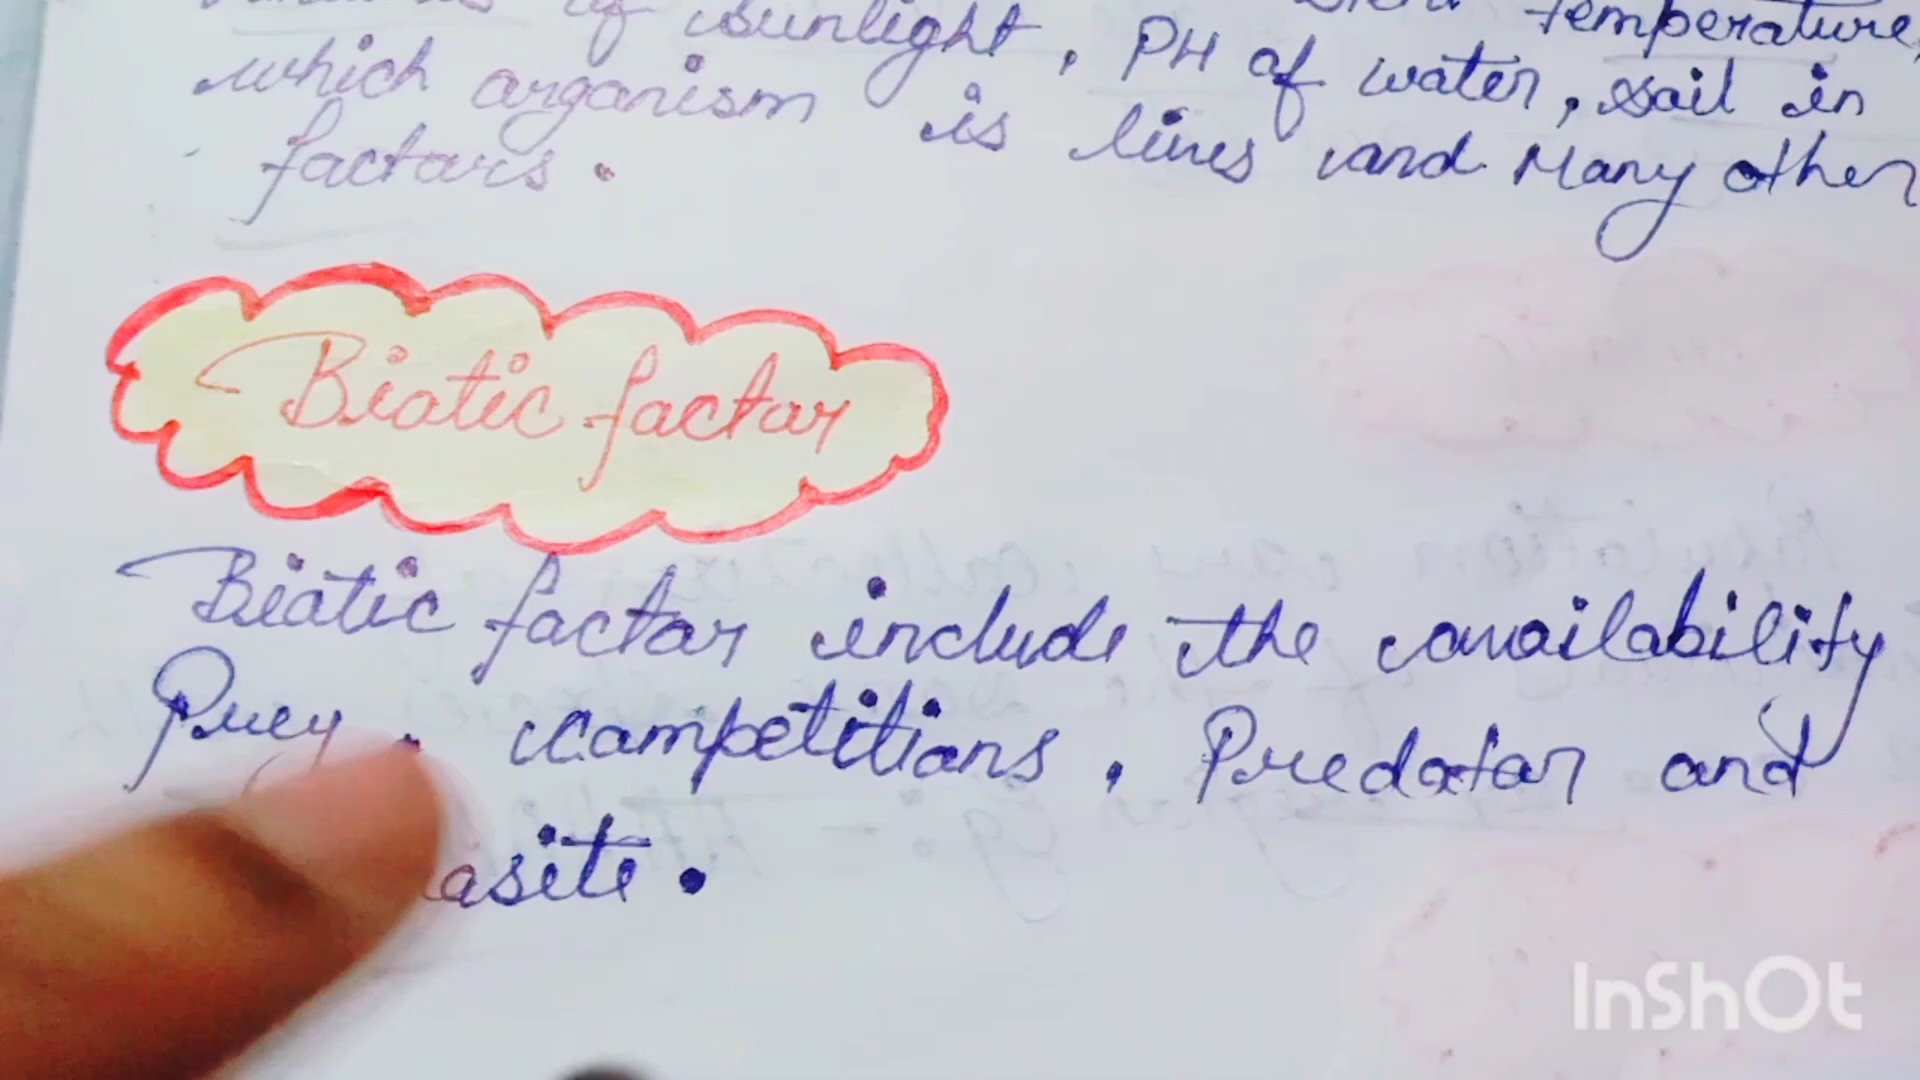 of sunlight, PH of water, soil in
temperature,
which organism is lives and Many other
factors.
Biotic factor
Biotic factor include the availability
Prey, competitions, Predator and
asite.
InShOt